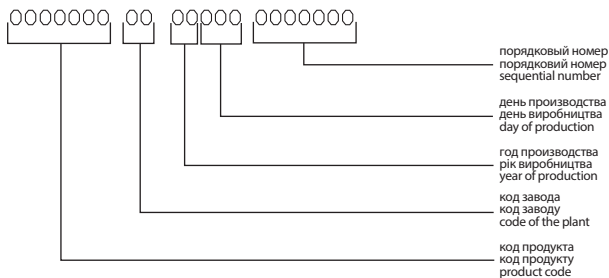 0000000 00 00000 0000000
порядковый номер
порядковий номер
sequential number
день производства
день виробництва
day of production
год производства
рік виробництва
year of production
код завода
код заводу
code of the plant
код продукта
код продукту
product code